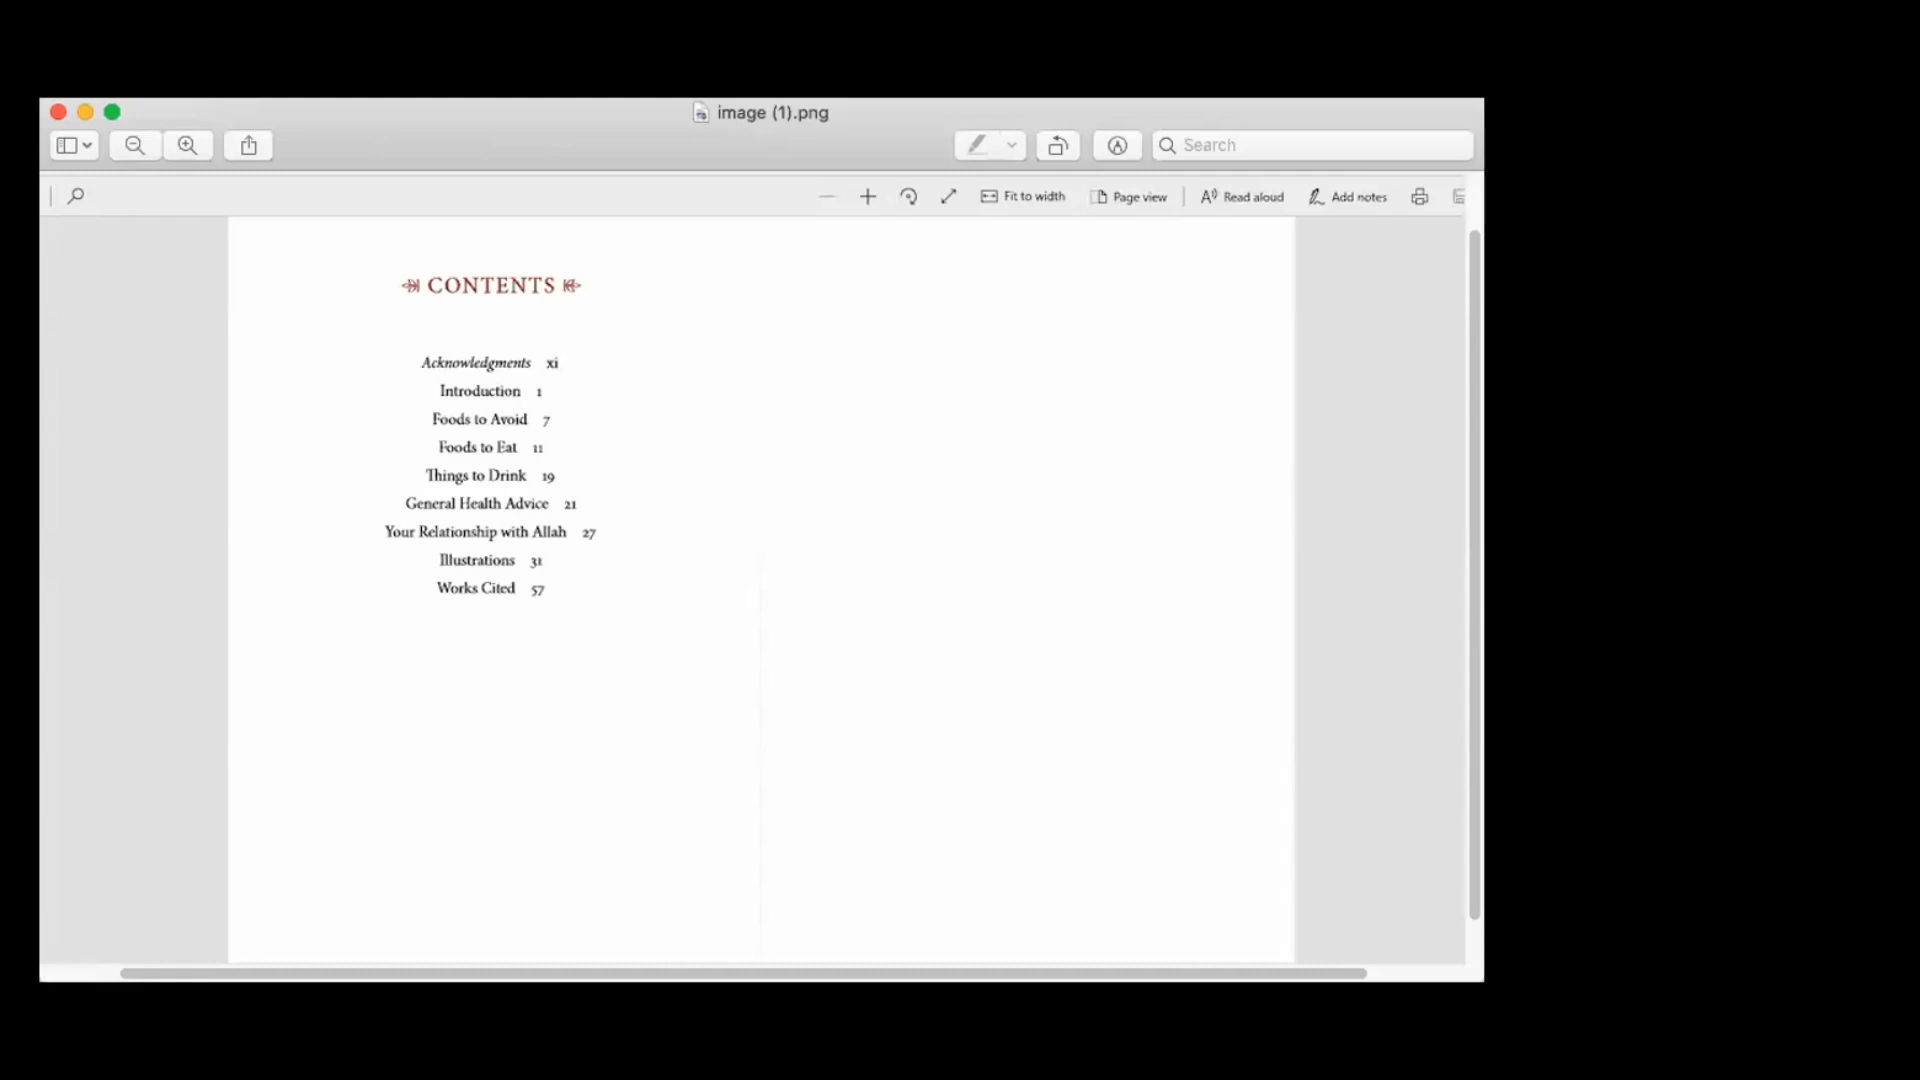 image (1).png
Search
Fit to width
Page view
Read aloud
Add notes
CONTENTS
Acknowledgments xi
Introduction 1
Foods to Avoid 7
Foods to Eat 11
Things to Drink 19
General Health Advice 21
Your Relationship with Allah 27
Illustrations 31
Works Cited 57